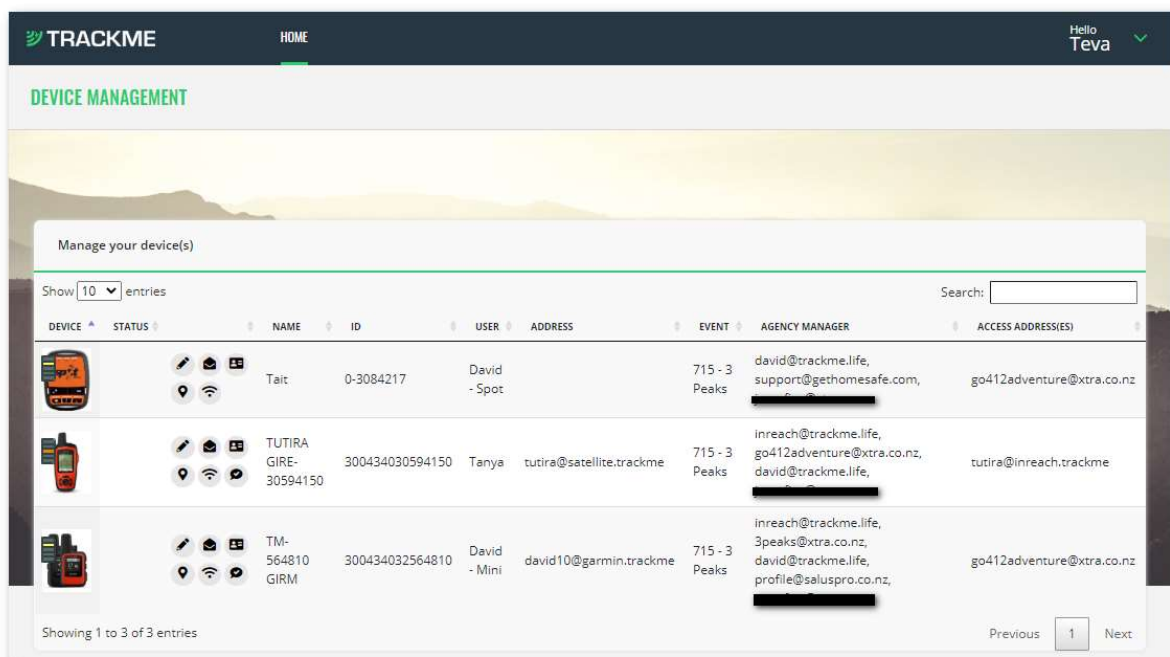 TRACKME
HOME
Hello
Teva
DEVICE MANAGEMENT
Manage your device(s)
Show 10 entries
Search:
DEVICE STATUS NAME ID USER ADDRESS EVENT AGENCY MANAGER ACCESS ADDRESS(ES)
Tait
0-3084217
David
- Spot
715 - 3
Peaks
david@trackme.life,
support@gethomesafe.com,
go412adventure@xtra.co.nz
TUTIRA
GIRE-
30594150
300434030594150
Tanya
tutira@satellite.trackme
715 - 3
Peaks
inreach@trackme.life,
go412adventure@xtra.co.nz,
david@trackme.life,
tutira@inreach.trackme
TM-
564810
GIRM
300434032564810
David
- Mini
david10@garmin.trackme
715 - 3
Peaks
inreach@trackme.life,
3peaks@xtra.co.nz,
david@trackme.life,
profile@saluspro.co.nz,
go412adventure@xtra.co.nz
Showing 1 to 3 of 3 entries
Previous 1 Next